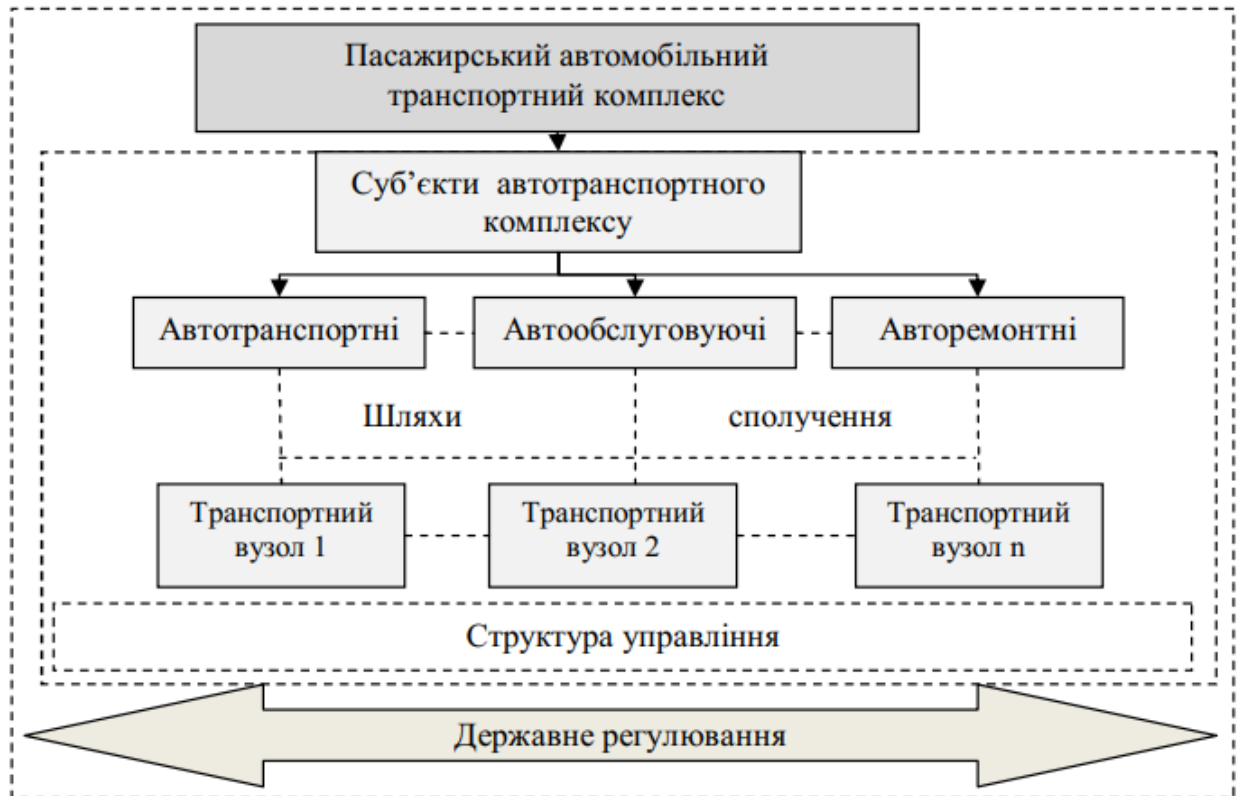 Пасажирський автомобільний
транспортний комплекс
Суб’єкти автотранспортного
комплексу
Автотранспортні
Автообслуговуючі
Авторемонтні
Шляхи сполучення
Транспортний
вузол 1
Транспортний
вузол 2
Транспортний
вузол n
Структура управління
Державне регулювання